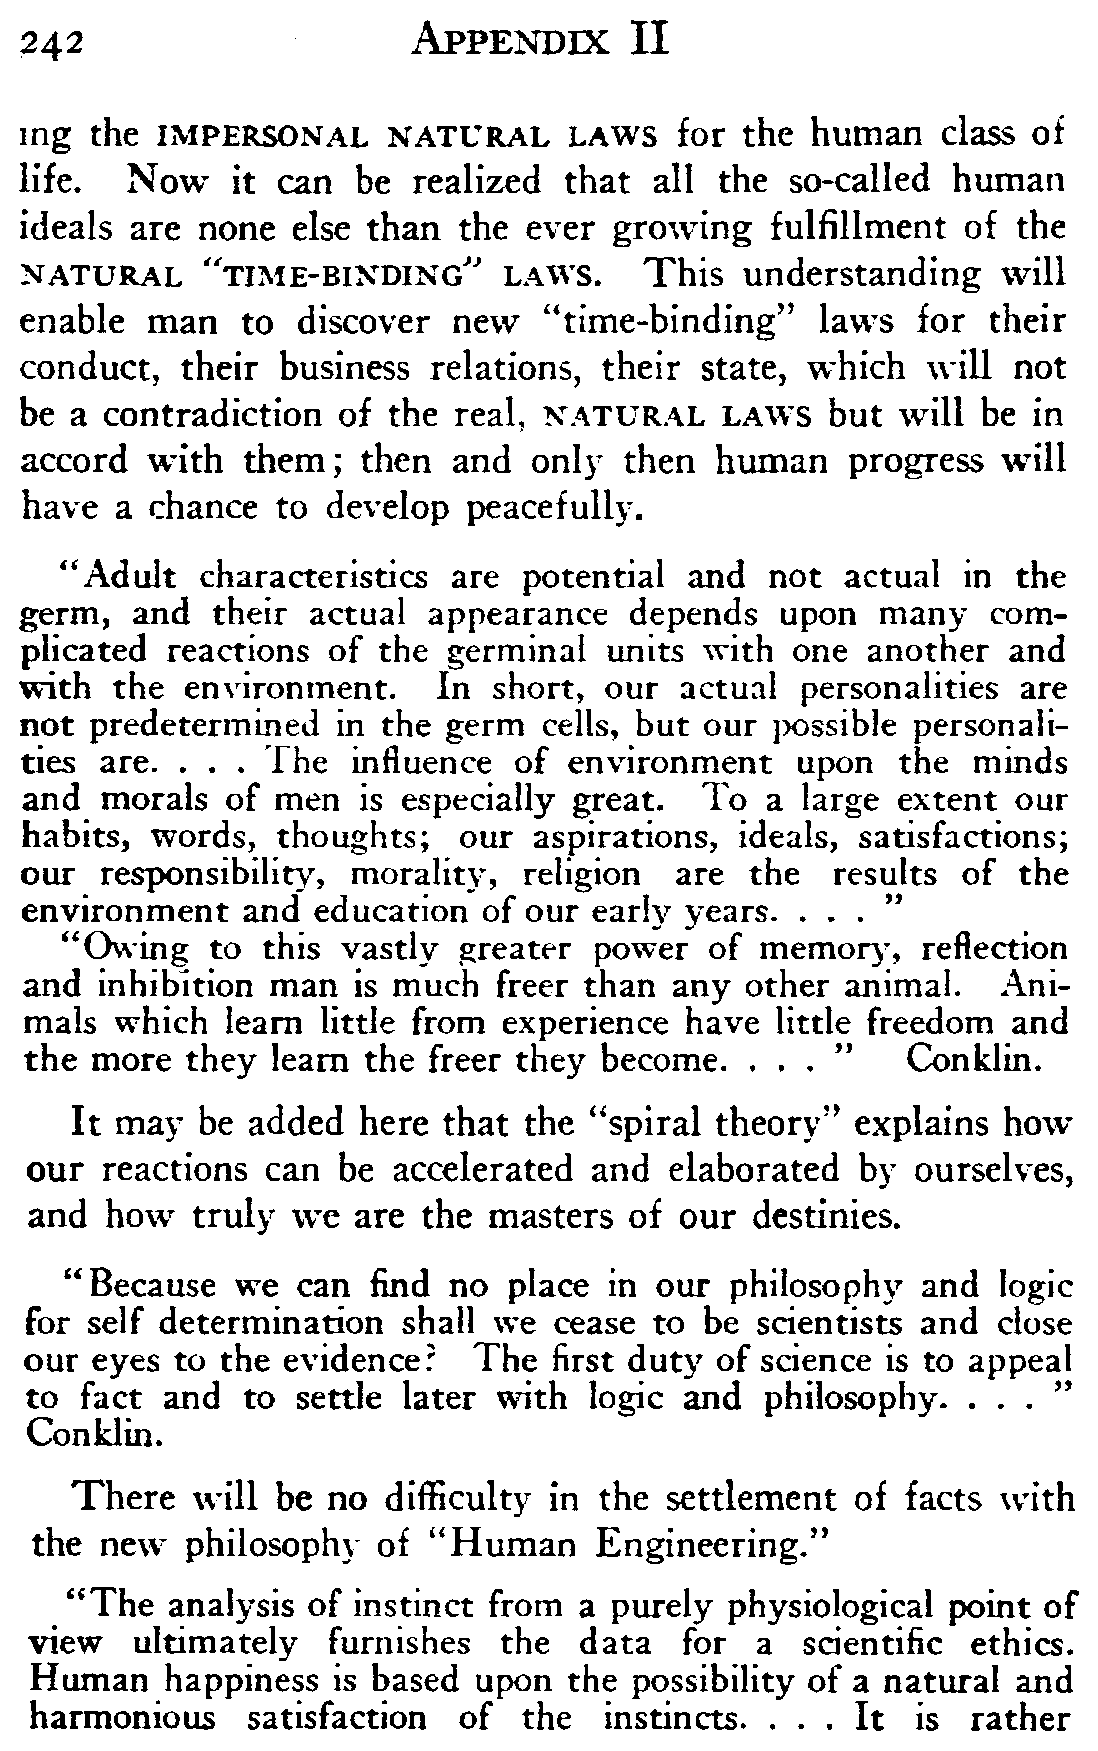 242 APPENDIX II
ing the IMPERSONAL NATURAL LAWS for the human class of
life. Now it can be realized that all the so-called human
ideals are none else than the ever growing fulfillment of the
NATURAL "TIME-BINDING" LAWS. This understanding will
enable man to discover new "time-binding" laws for their
conduct, their business relations, their state, which will not
be a contradiction of the real, NATURAL LAWS but will be in
accord with them; then and only then human progress will
have a chance to develop peacefully.
"Adult characteristics are potential and not actual in the
germ, and their actual appearance depends upon many com-
plicated reactions of the germinal units with one another and
with the environment. In short, our actual personalities are
not predetermined in the germ cells, but our possible personali-
ties are. . . . The influence of environment upon the minds
and morals of men is especially great. To a large extent our
habits, words, thoughts; our aspirations, ideals, satisfactions;
our responsibility, morality, religion are the results of the
environment and education of our early years. . . . "
"Owing to this vastly greater power of memory, reflection
and inhibition man is much freer than any other animal. Ani-
mals which learn little from experience have little freedom and
the more they learn the freer they become. . . . " Conklin.
It may be added here that the "spiral theory" explains how
our reactions can be accelerated and elaborated by ourselves,
and how truly we are the masters of our destinies.
"Because we can find no place in our philosophy and logic
for self determination shall we cease to be scientists and close
our eyes to the evidence? The first duty of science is to appeal
to fact and to settle later with logic and philosophy. . . . "
Conklin.
There will be no difficulty in the settlement of facts with
the new philosophy of "Human Engineering."
"The analysis of instinct from a purely physiological point of
view ultimately furnishes the data for a scientific ethics.
Human happiness is based upon the possibility of a natural and
harmonious satisfaction of the instincts. . . . It is rather